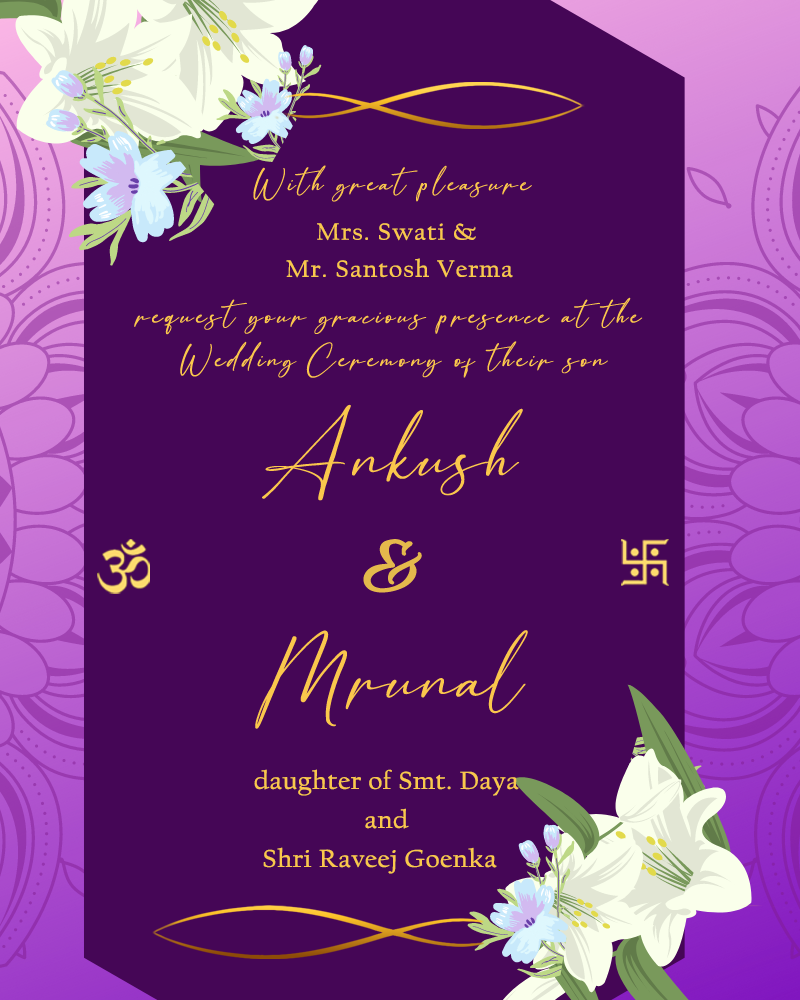 With great pleasure
Mrs. Swati &
Mr. Santosh Verma
request your gracious presence at the
Wedding Ceremony of their son
Ankush
ॐ & 卐
Mrunal
daughter of Smt. Daya
and
Shri Raveej Goenka